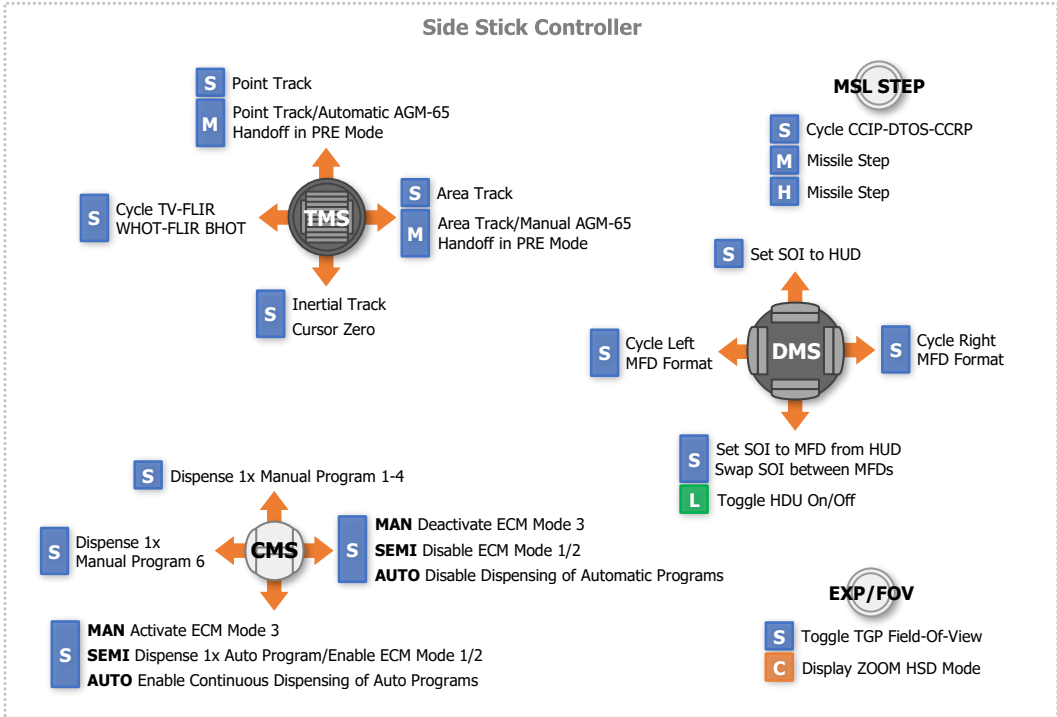 Side Stick Controller
S Point Track
M Point Track/Automatic AGM-65
Handoff in PRE Mode
TMS
S Cycle TV-FLIR
WHOT-FLIR BHOT
S Area Track
M Area Track/Manual AGM-65
Handoff in PRE Mode
S Inertial Track
Cursor Zero
MSL STEP
S Cycle CCIP-DTOS-CCRP
M Missile Step
H Missile Step
S Set SOI to HUD
S Cycle Left
MFD Format
DMS
S Cycle Right
MFD Format
S Set SOI to MFD from HUD
Swap SOI between MFDs
L Toggle HDU On/Off
S Dispense 1x Manual Program 1-4
S Dispense 1x
Manual Program 6
CMS
S MAN Deactivate ECM Mode 3
SEMI Disable ECM Mode 1/2
AUTO Disable Dispensing of Automatic Programs
S MAN Activate ECM Mode 3
SEMI Dispense 1x Auto Program/Enable ECM Mode 1/2
AUTO Enable Continuous Dispensing of Auto Programs
EXP/FOV
S Toggle TGP Field-Of-View
C Display ZOOM HSD Mode